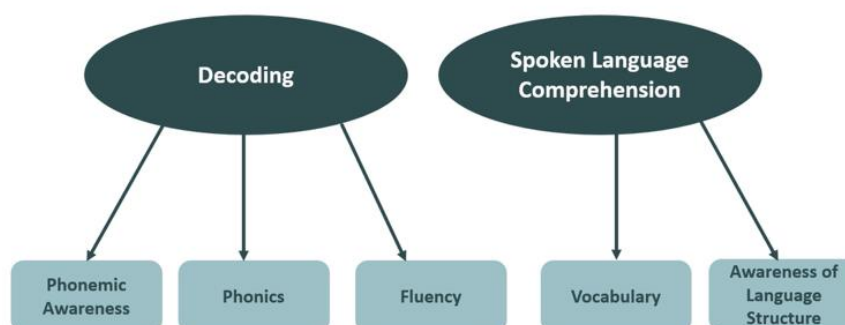 Decoding
Spoken Language
Comprehension
Phonemic
Awareness
Phonics
Fluency
Vocabulary
Awareness of
Language
Structure